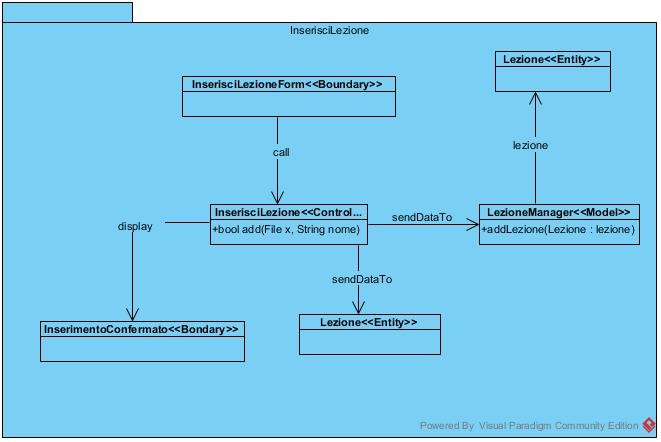 InserisciLezione
Lezione<<Entity>>
InserisciLezioneForm<<Boundary>>
lezione
call
InserisciLezione<<Control...
+bool add(File x, String nome)
sendDataTo
LezioneManager<<Model>>
+addLezione(Lezione : lezione)
display
sendDataTo
InserimentoConfermato<<Bondary>>
Lezione<<Entity>>
Powered By Visual Paradigm Community Edition